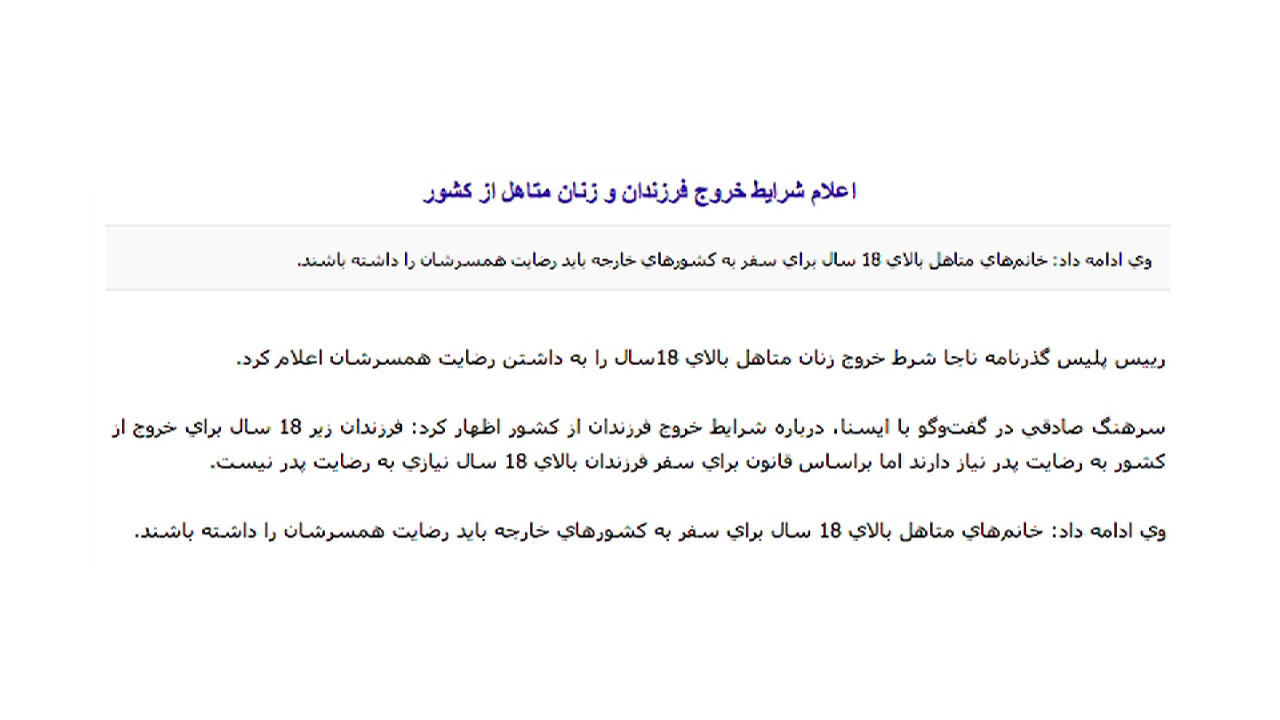 اعلام شرایط خروج فرزندان و زنان متاهل از کشور
وي ادامه داد: خانم‌هاي متاهل بالاي 18 سال براي سفر به کشورهاي خارجه بايد رضايت همسرشان را داشته باشند.
رييس پليس گذرنامه ناجا شرط خروج زنان متاهل بالاي 18سال را به داشتن رضايت همسرشان اعلام کرد.
سرهنگ صادقي در گفت‌وگو با ايسنا، درباره شرايط خروج فرزندان از کشور اظهار کرد: فرزندان زير 18 سال براي خروج از
کشور به رضايت پدر نياز دارند اما براساس قانون براي سفر فرزندان بالاي 18 سال نيازي به رضايت پدر نيست.
وي ادامه داد: خانم‌هاي متاهل بالاي 18 سال براي سفر به کشورهاي خارجه بايد رضايت همسرشان را داشته باشند.